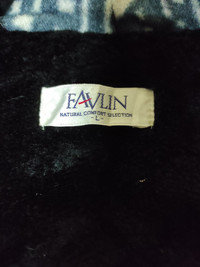 FAVLIN
NATURAL COMFORT SELECTION
- L -